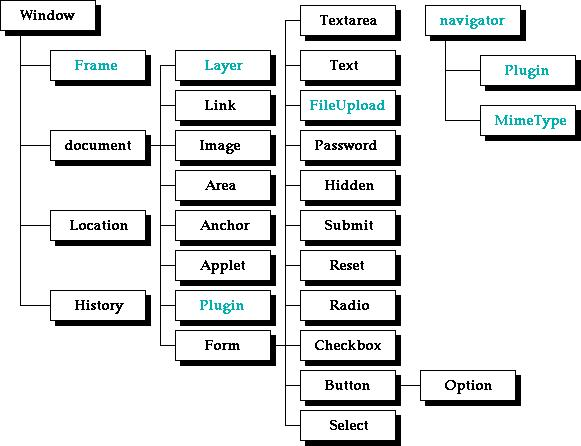 Window
Frame
document
Location
History
Layer
Link
Image
Area
Anchor
Applet
Plugin
Form
Textarea
Text
FileUpload
Password
Hidden
Submit
Reset
Radio
Checkbox
Button
Select
Option
navigator
Plugin
MimeType